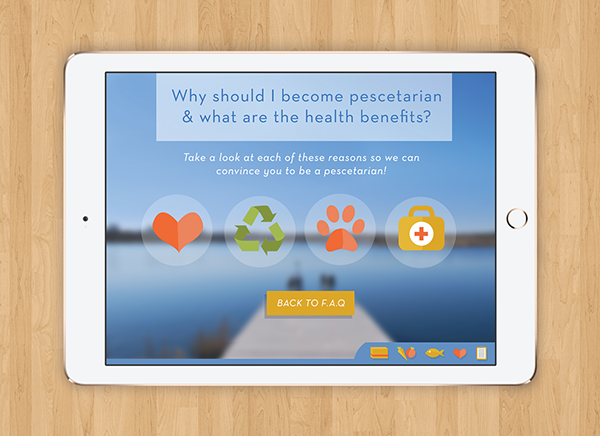 Why should I become pescetarian
& what are the health benefits?
Take a look at each of these reasons so we can
convince you to be a pescetarian!
BACK TO F.A.Q